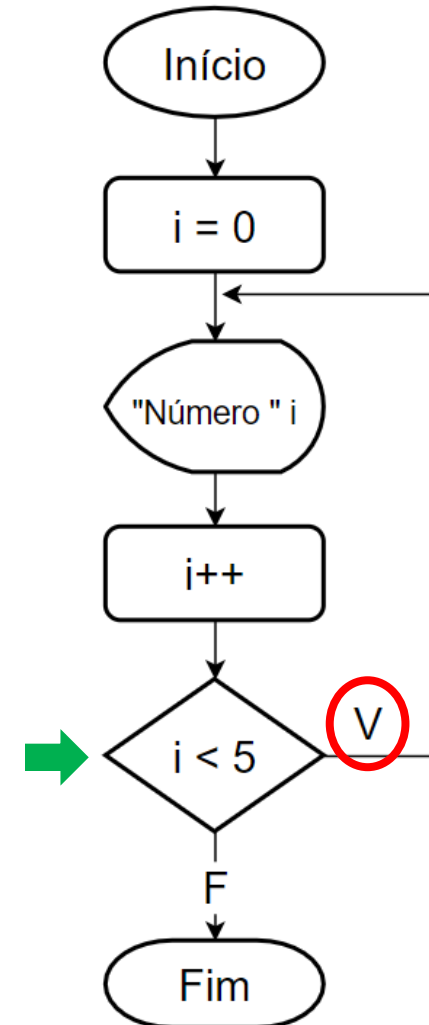 Início
i = 0
"Número " i
i++
i < 5
V
F
Fim